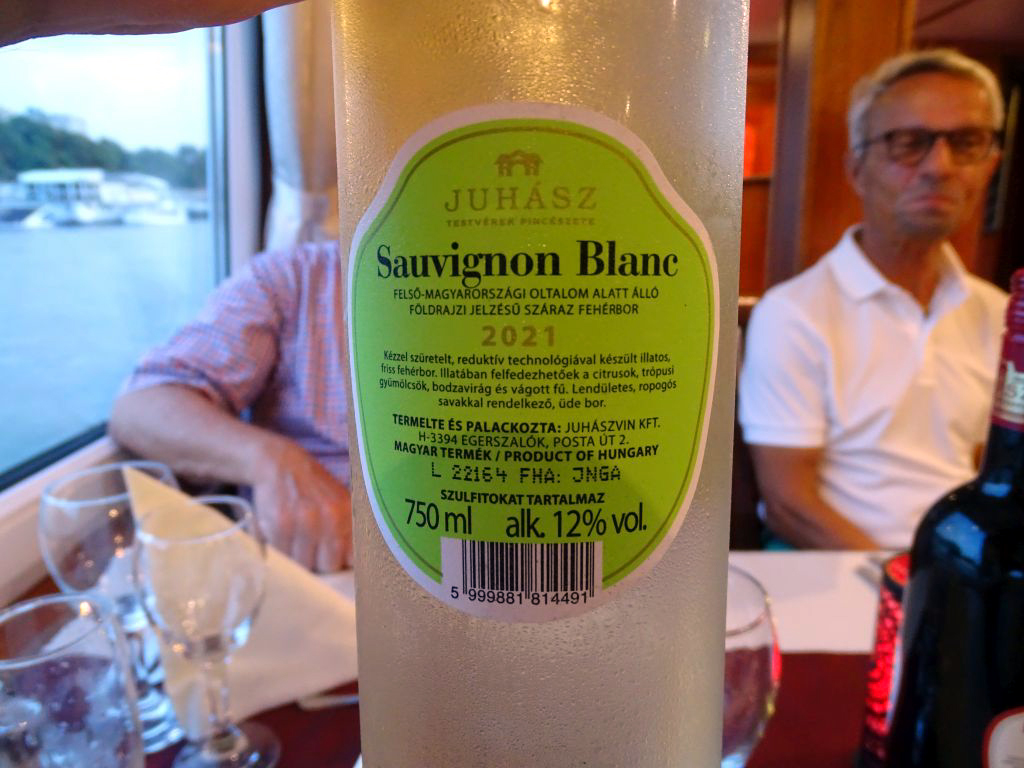 JUHÁSZ
TESTVÉREK PINCÉSZETE
Sauvignon Blanc
FELSŐ-MAGYARORSZÁGI OLTALOM ALATT ÁLLÓ
FÖLDRAJZI JELZÉSŰ SZÁRAZ FEHÉRBOR
2021
Kézzel szüretelt, reduktív technológiával készült illatos,
friss fehérbor. Illatában felfedezhetőek a citrusok, trópusi
gyümölcsök, bodzavirág és vágott fű. Lendületes, ropogós
savakkal rendelkező, üde bor.
TERMELTE ÉS PALACKOZTA: JUHÁSZVIN KFT.
H-3394 EGERSZALÓK, POSTA ÚT 2.
MAGYAR TERMÉK / PRODUCT OF HUNGARY
L 22164 FHA: JNGA
SZULFITOKAT TARTALMAZ
750 ml alk. 12% vol.
5 999881 814491